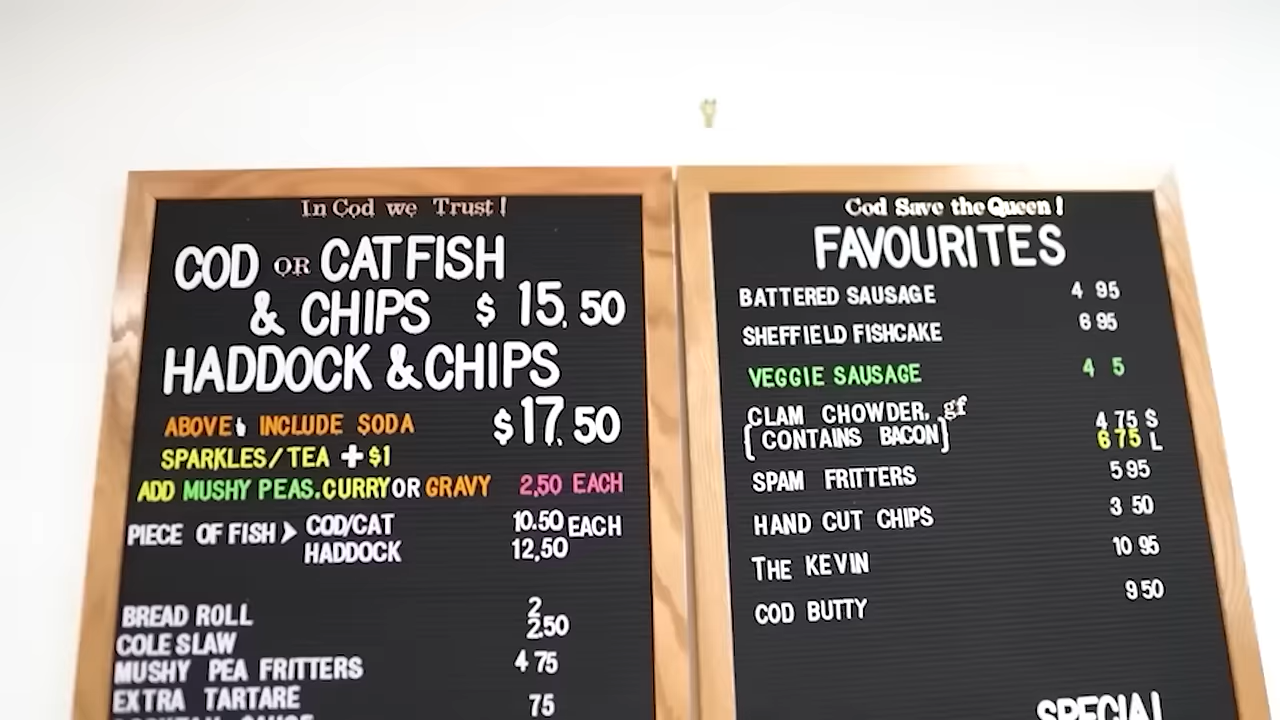 In Cod we Trust!
COD OR CATFISH
& CHIPS $ 15.50
HADDOCK & CHIPS
$17.50
ABOVE INCLUDE SODA
SPARKLES/TEA + $1
ADD MUSHY PEAS.CURRY OR GRAVY 2,50 EACH
PIECE OF FISH > COD/CAT 10.50 EACH
HADDOCK 12,50
BREAD ROLL 2
COLE SLAW 2.50
MUSHY PEA FRITTERS 4 75
EXTRA TARTARE 75
Cod Save the Queen!
FAVOURITES
BATTERED SAUSAGE 4 95
SHEFFIELD FISHCAKE 6 95
VEGGIE SAUSAGE 4 5
CLAM CHOWDER, .gf 4 75 S
[CONTAINS BACON] 6 75 L
SPAM FRITTERS 5 95
HAND CUT CHIPS 3 50
THE KEVIN 10 95
COD BUTTY 9 50
SPECIAL